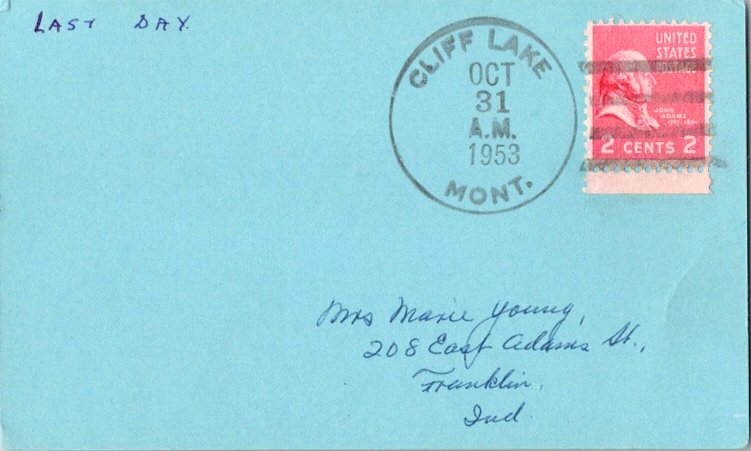 LAST DAY.
CLIFF LAKE
OCT
31
A.M.
1953
MONT.
UNITED
STATES
POSTAGE
JOHN
ADAMS
2 CENTS 2
Mrs Marie Young,
208 East Adams St.,
Franklin.
Ind.